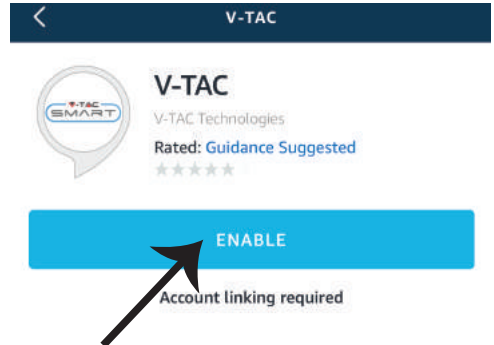 V-TAC
V-TAC
SMART
V-TAC
V-TAC Technologies
Rated: Guidance Suggested
ENABLE
Account linking required